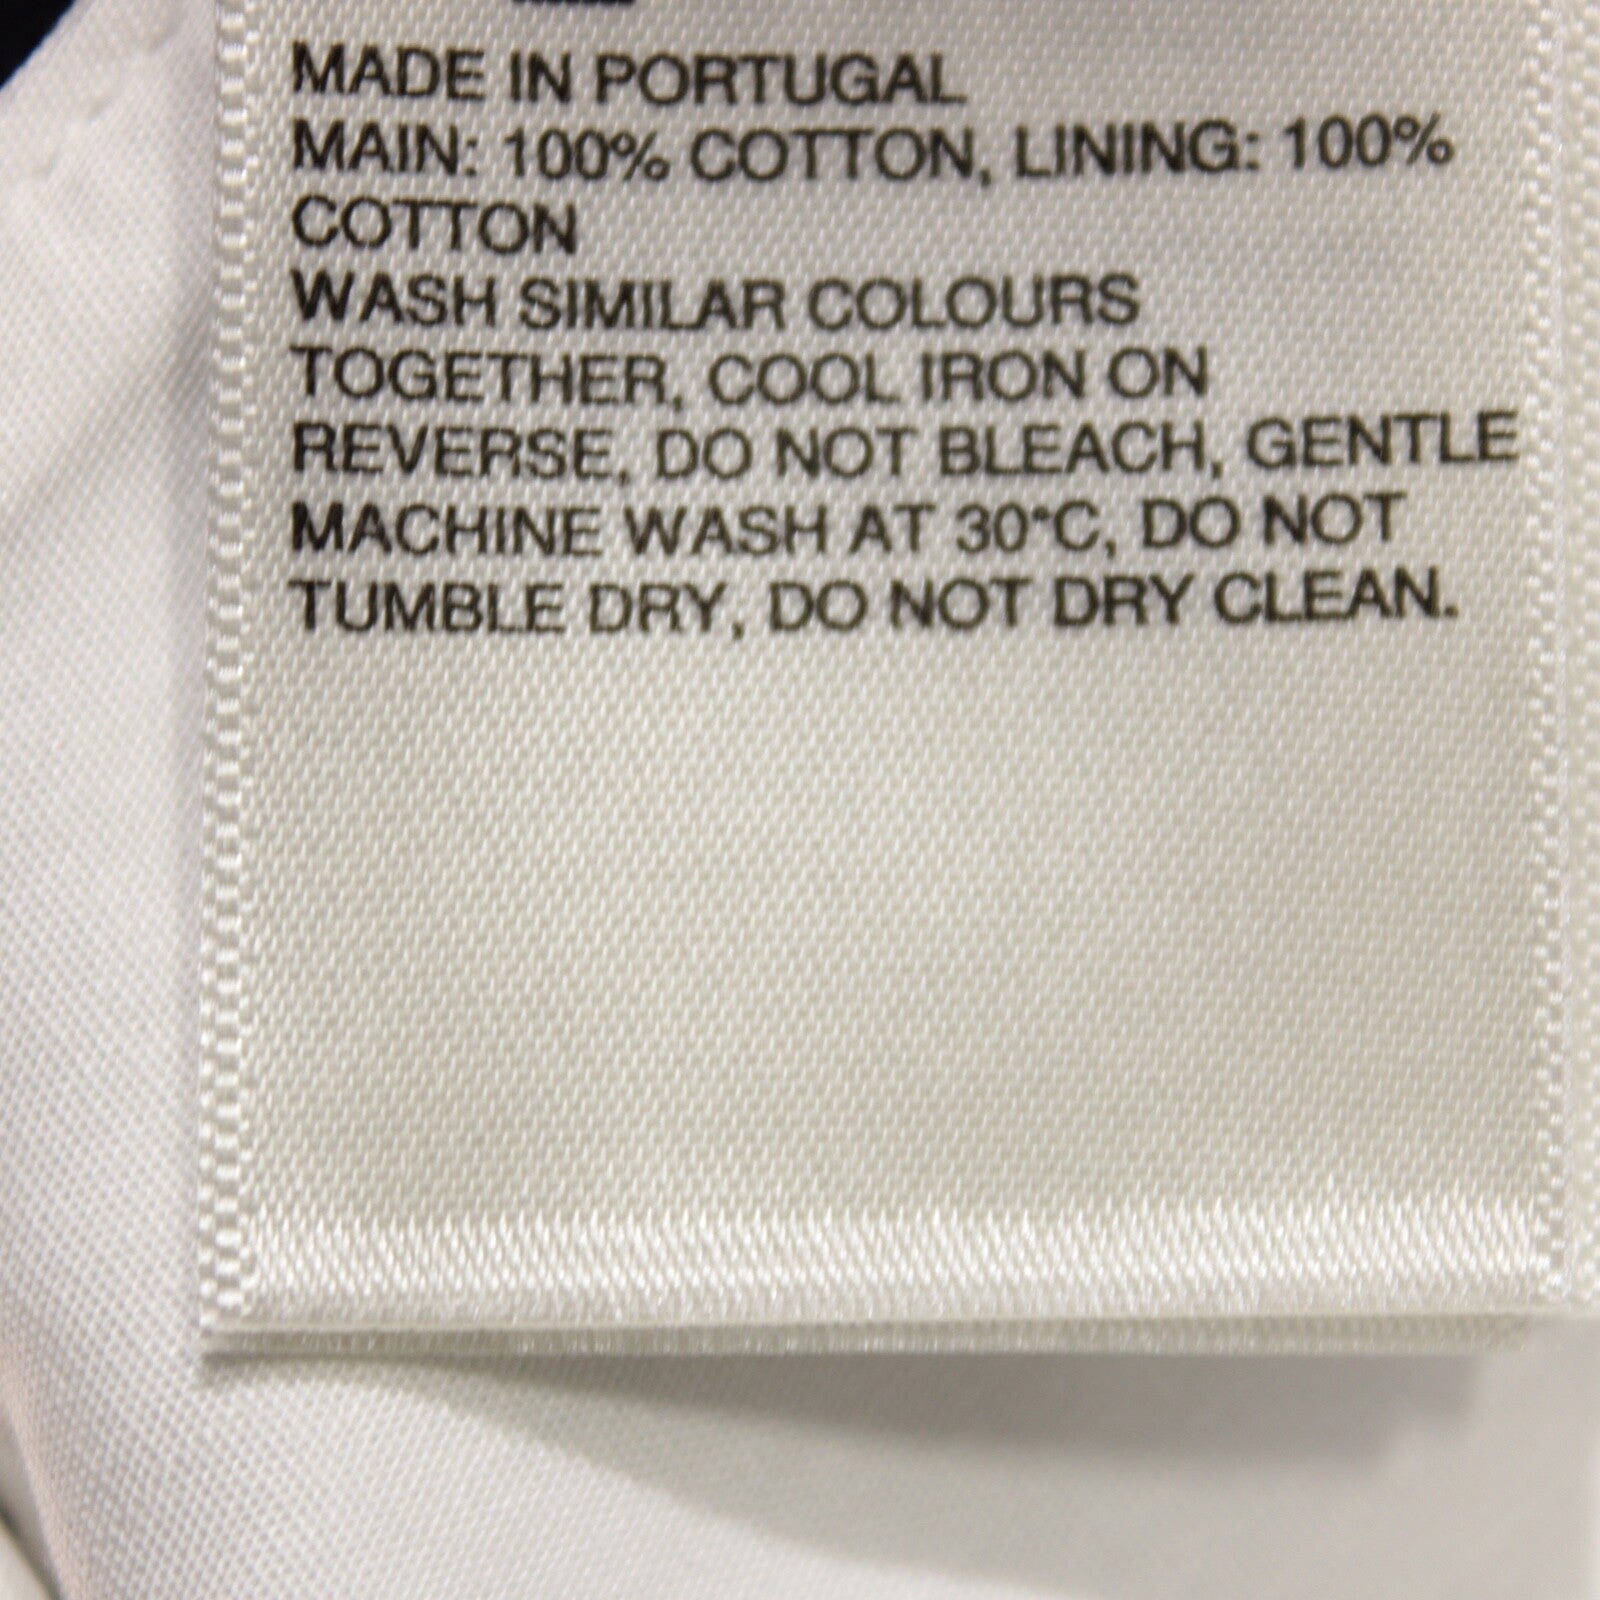 MADE IN PORTUGAL
MAIN: 100% COTTON, LINING: 100%
COTTON
WASH SIMILAR COLOURS
TOGETHER, COOL IRON ON
REVERSE, DO NOT BLEACH, GENTLE
MACHINE WASH AT 30°C, DO NOT
TUMBLE DRY, DO NOT DRY CLEAN.